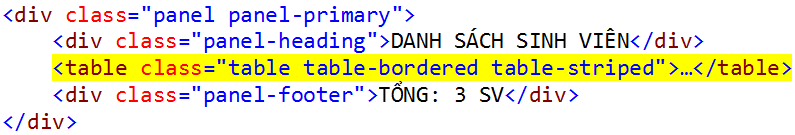 <div class="panel panel-primary">
<div class="panel-heading">DANH SÁCH SINH VIÊN</div>
<table class="table table-bordered table-striped">…</table>
<div class="panel-footer">TỔNG: 3 SV</div>
</div>